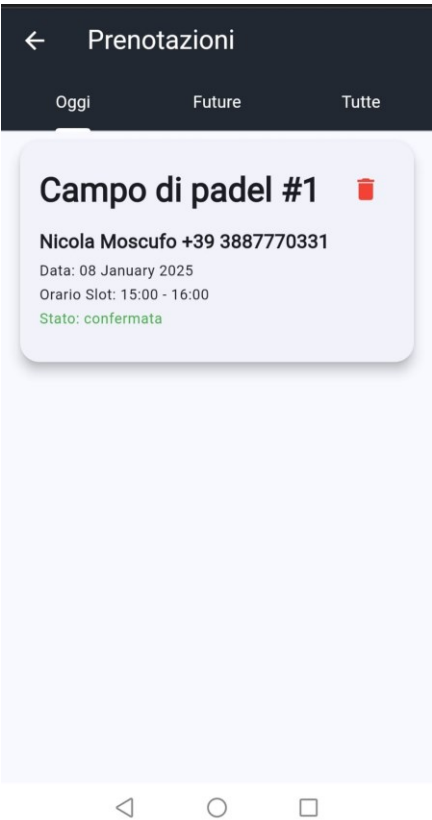 Prenotazioni
Oggi Future Tutte
Campo di padel #1
Nicola Moscufo +39 3887770331
Data: 08 January 2025
Orario Slot: 15:00 - 16:00
Stato: confermata